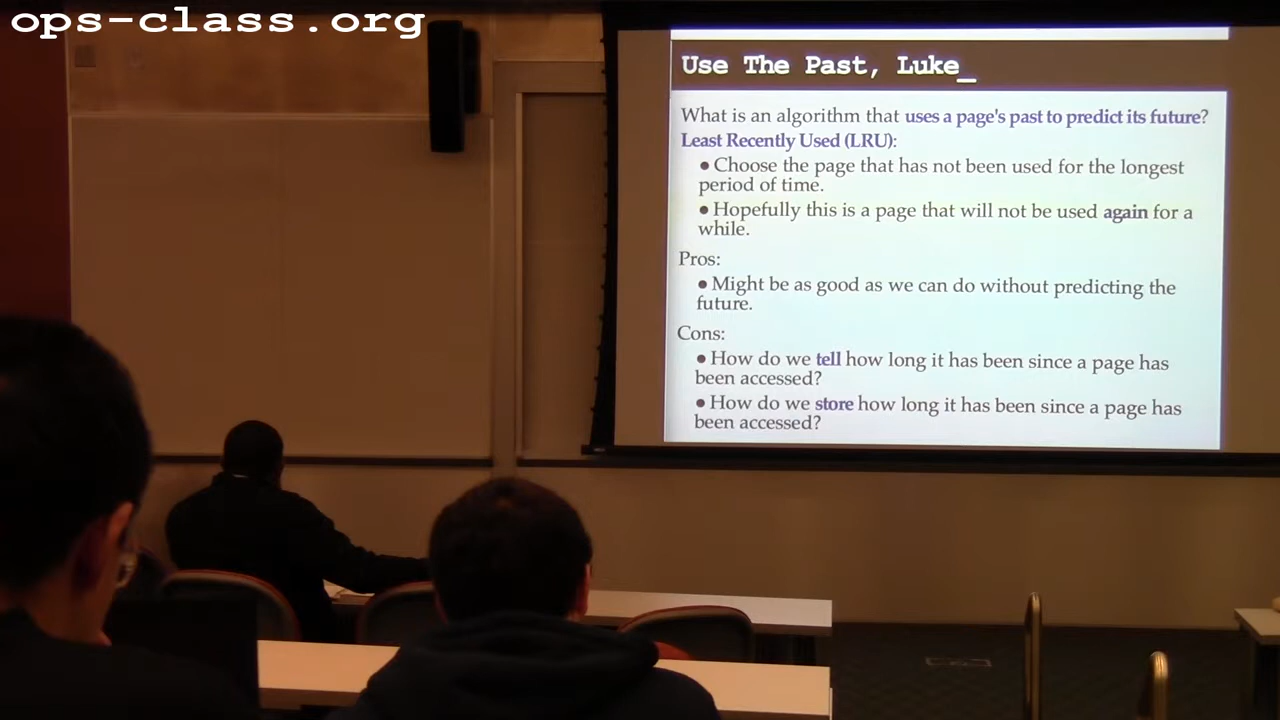 ops-class.org
Use The Past, Luke_
What is an algorithm that uses a page's past to predict its future?
Least Recently Used (LRU):
● Choose the page that has not been used for the longest
period of time.
● Hopefully this is a page that will not be used again for a
while.
Pros:
● Might be as good as we can do without predicting the
future.
Cons:
● How do we tell how long it has been since a page has
been accessed?
● How do we store how long it has been since a page has
been accessed?